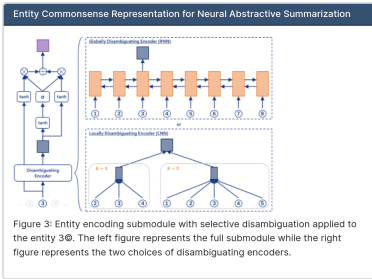 Entity Commonsense Representation for Neural Abstractive Summarization
Globally Disambiguating Encoder (RNN)
tanh
σ
tanh
1 2 3 4 5 6 7 8
tanh
or
Locally Disambiguating Encoder (CNN)
Disambiguating
Encoder
3
2 3 4 1 2 3 4 5
Figure 3: Entity encoding submodule with selective disambiguation applied to
the entity 3©. The left figure represents the full submodule while the right
figure represents the two choices of disambiguating encoders.